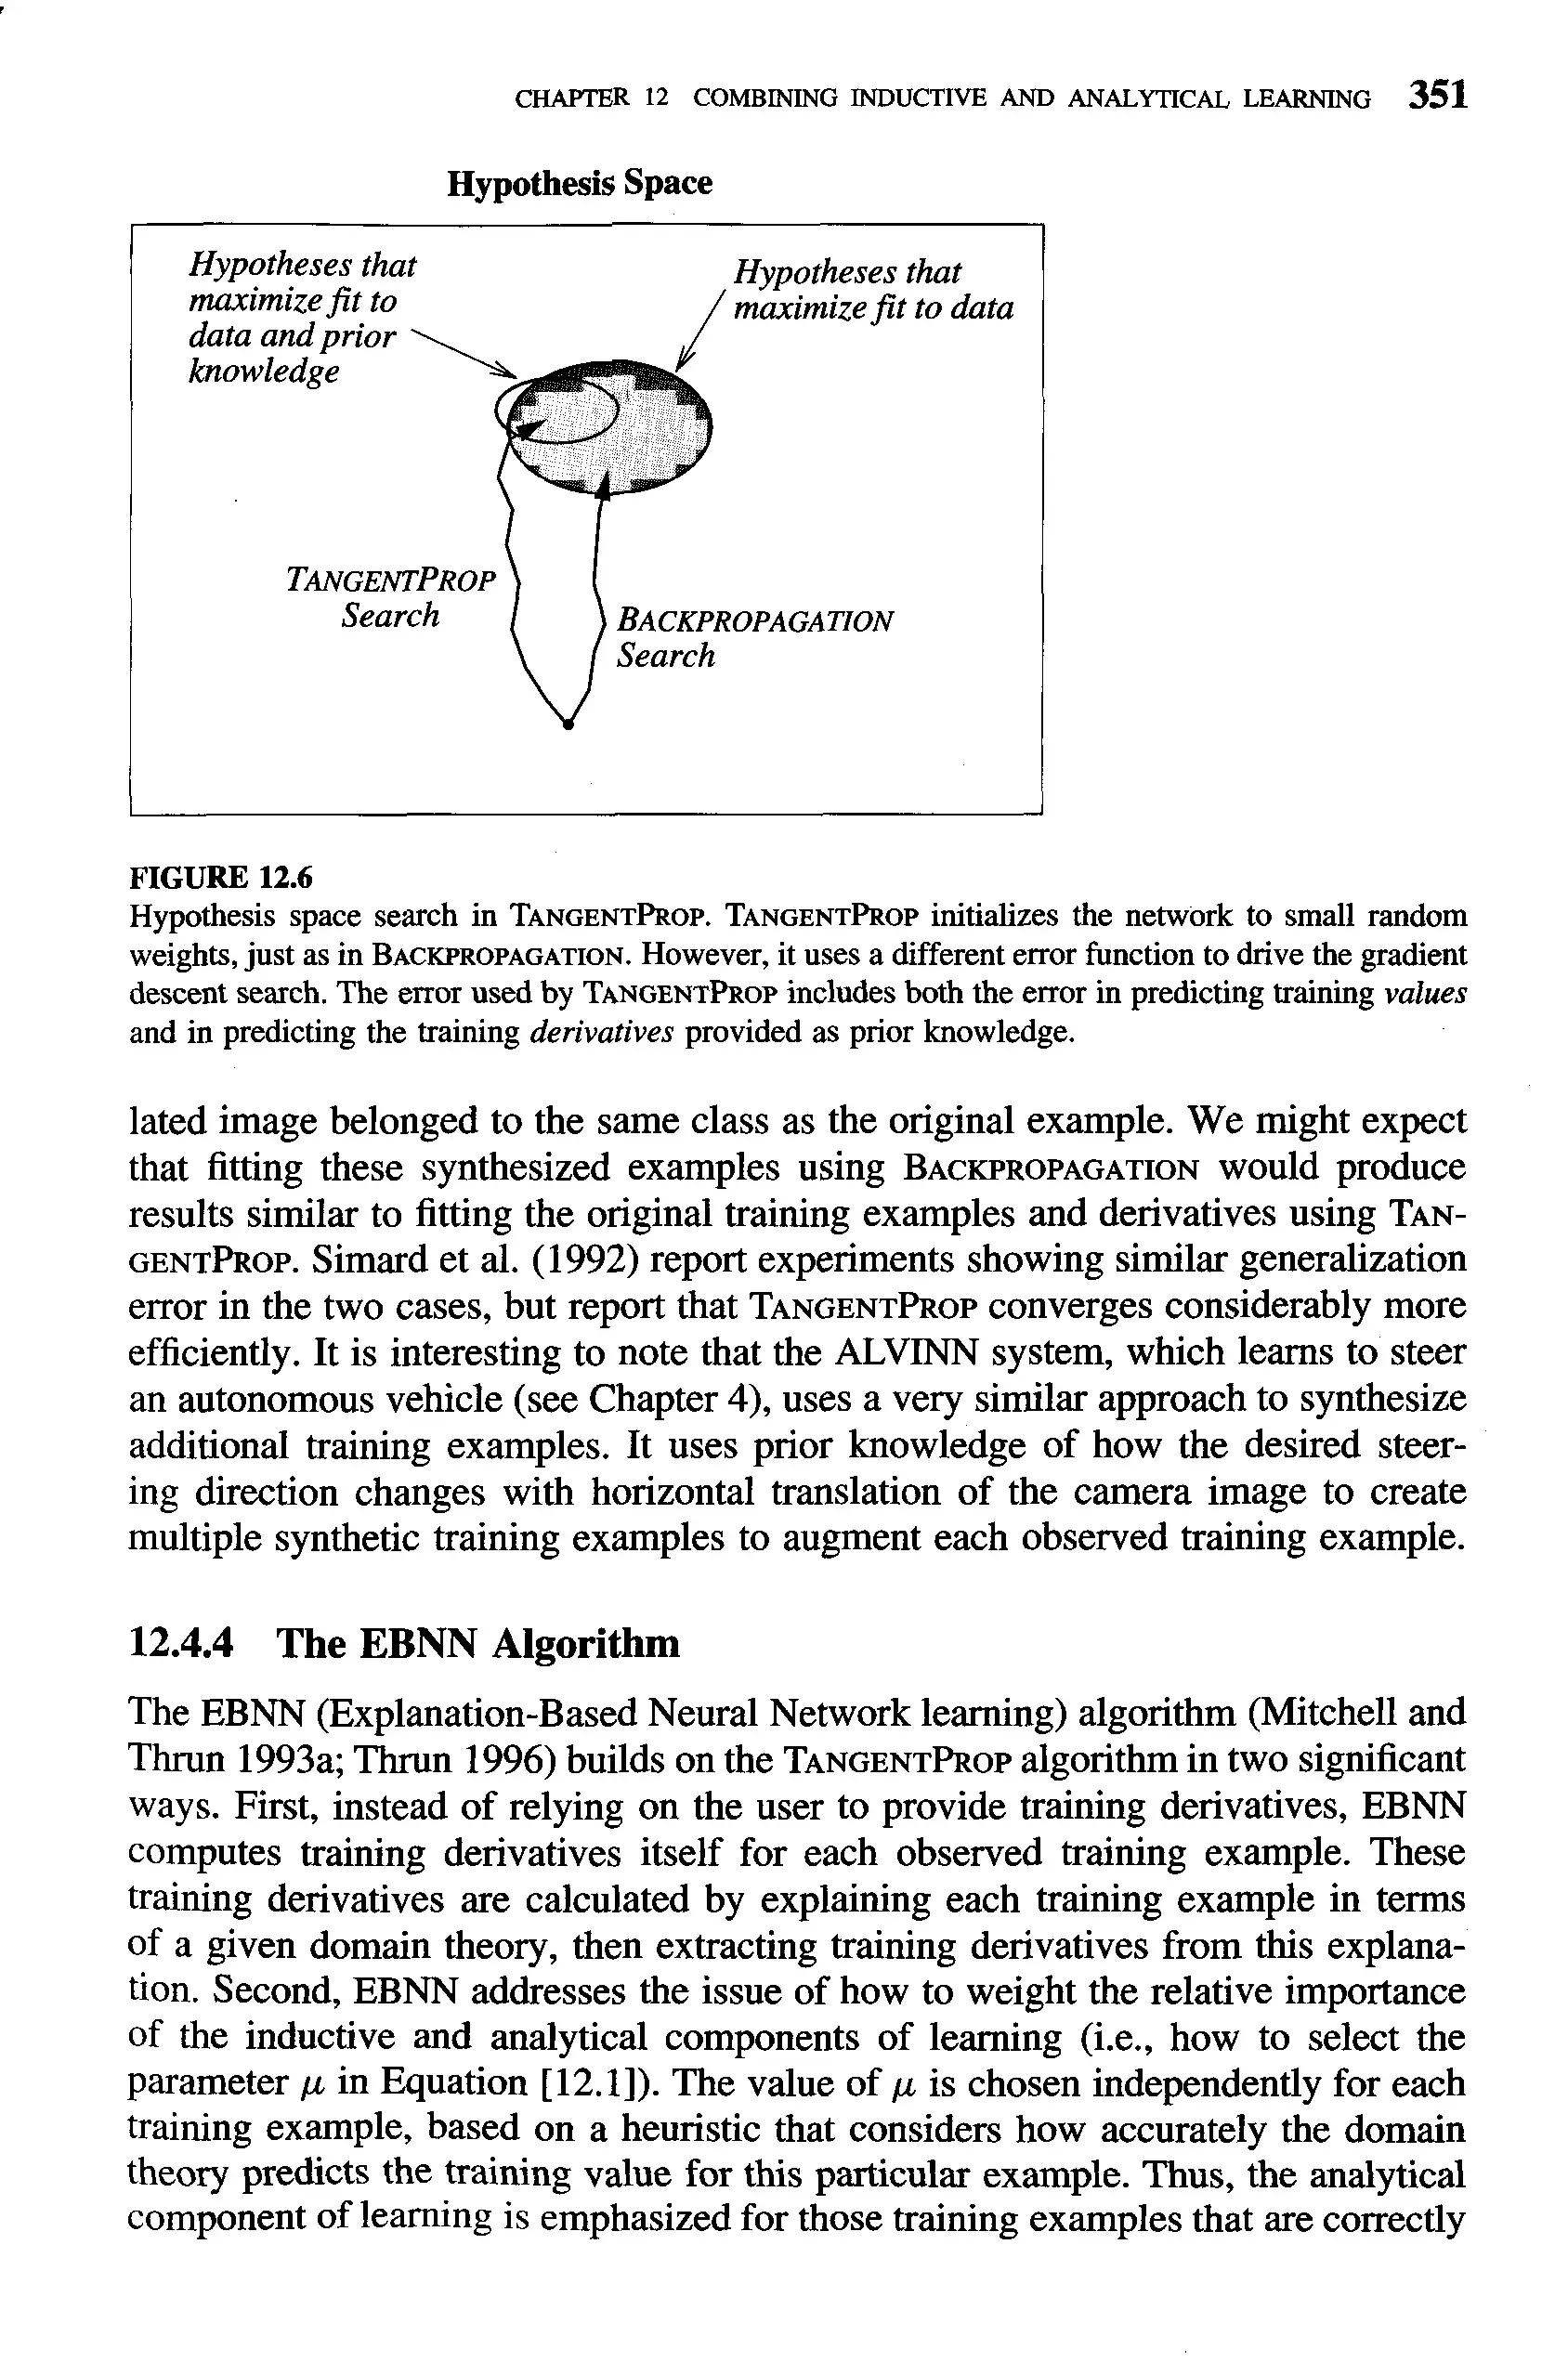 CHAPTER 12 COMBINING INDUCTIVE AND ANALYTICAL LEARNING 351
Hypothesis Space
Hypotheses that
maximize fit to
data and prior
knowledge
Hypotheses that
maximize fit to data
TANGENTPROP
Search
BACKPROPAGATION
Search
FIGURE 12.6
Hypothesis space search in TANGENTPROP. TANGENTPROP initializes the network to small random
weights, just as in BACKPROPAGATION. However, it uses a different error function to drive the gradient
descent search. The error used by TANGENTPROP includes both the error in predicting training values
and in predicting the training derivatives provided as prior knowledge.
lated image belonged to the same class as the original example. We might expect
that fitting these synthesized examples using BACKPROPAGATION would produce
results similar to fitting the original training examples and derivatives using TAN-
GENTPROP. Simard et al. (1992) report experiments showing similar generalization
error in the two cases, but report that TANGENTPROP converges considerably more
efficiently. It is interesting to note that the ALVINN system, which learns to steer
an autonomous vehicle (see Chapter 4), uses a very similar approach to synthesize
additional training examples. It uses prior knowledge of how the desired steer-
ing direction changes with horizontal translation of the camera image to create
multiple synthetic training examples to augment each observed training example.
12.4.4 The EBNN Algorithm
The EBNN (Explanation-Based Neural Network learning) algorithm (Mitchell and
Thrun 1993a; Thrun 1996) builds on the TANGENTPROP algorithm in two significant
ways. First, instead of relying on the user to provide training derivatives, EBNN
computes training derivatives itself for each observed training example. These
training derivatives are calculated by explaining each training example in terms
of a given domain theory, then extracting training derivatives from this explana-
tion. Second, EBNN addresses the issue of how to weight the relative importance
of the inductive and analytical components of learning (i.e., how to select the
parameter μ in Equation [12.1]). The value of μ is chosen independently for each
training example, based on a heuristic that considers how accurately the domain
theory predicts the training value for this particular example. Thus, the analytical
component of learning is emphasized for those training examples that are correctly